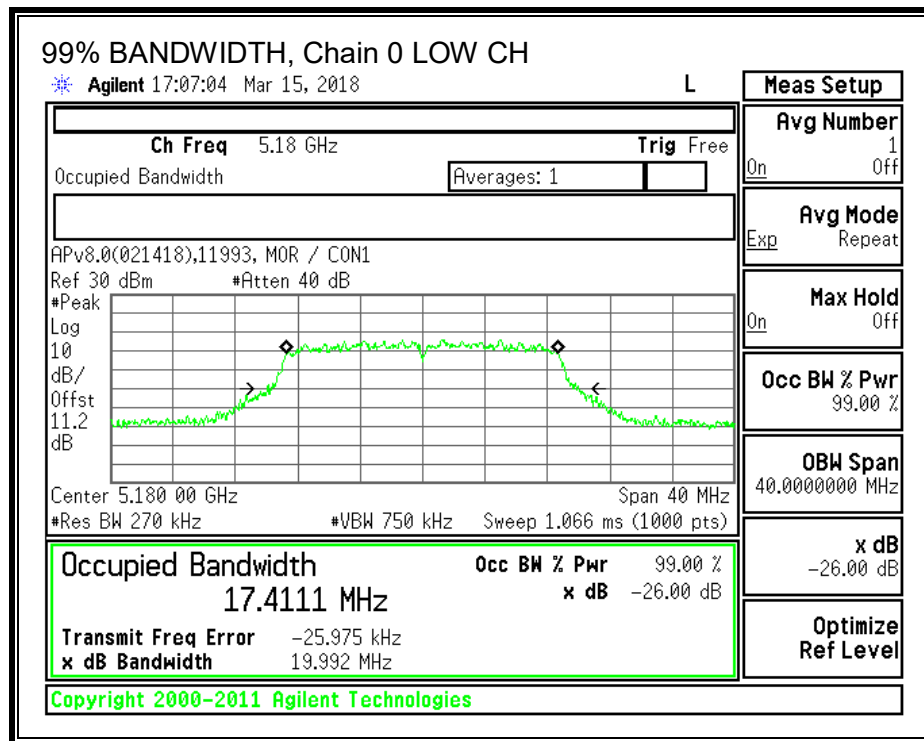 99% BANDWIDTH, Chain 0 LOW CH
Agilent 17:07:04 Mar 15, 2018 L
Ch Freq 5.18 GHz Trig Free
Occupied Bandwidth Averages: 1
APv8.0(021418),11993, MOR / CON1
Ref 30 dBm #Atten 40 dB
#Peak
Log
10
dB/
Offst
11.2
dB
Center 5.180 00 GHz Span 40 MHz
#Res BW 270 kHz #VBW 750 kHz Sweep 1.066 ms (1000 pts)
Occupied Bandwidth Occ BW % Pwr 99.00 %
17.4111 MHz x dB -26.00 dB
Transmit Freq Error -25.975 kHz
x dB Bandwidth 19.992 MHz
Copyright 2000-2011 Agilent Technologies
Meas Setup
Avg Number
1
On Off
Avg Mode
Exp Repeat
Max Hold
On Off
Occ BW % Pwr
99.00 %
OBW Span
40.0000000 MHz
x dB
-26.00 dB
Optimize
Ref Level